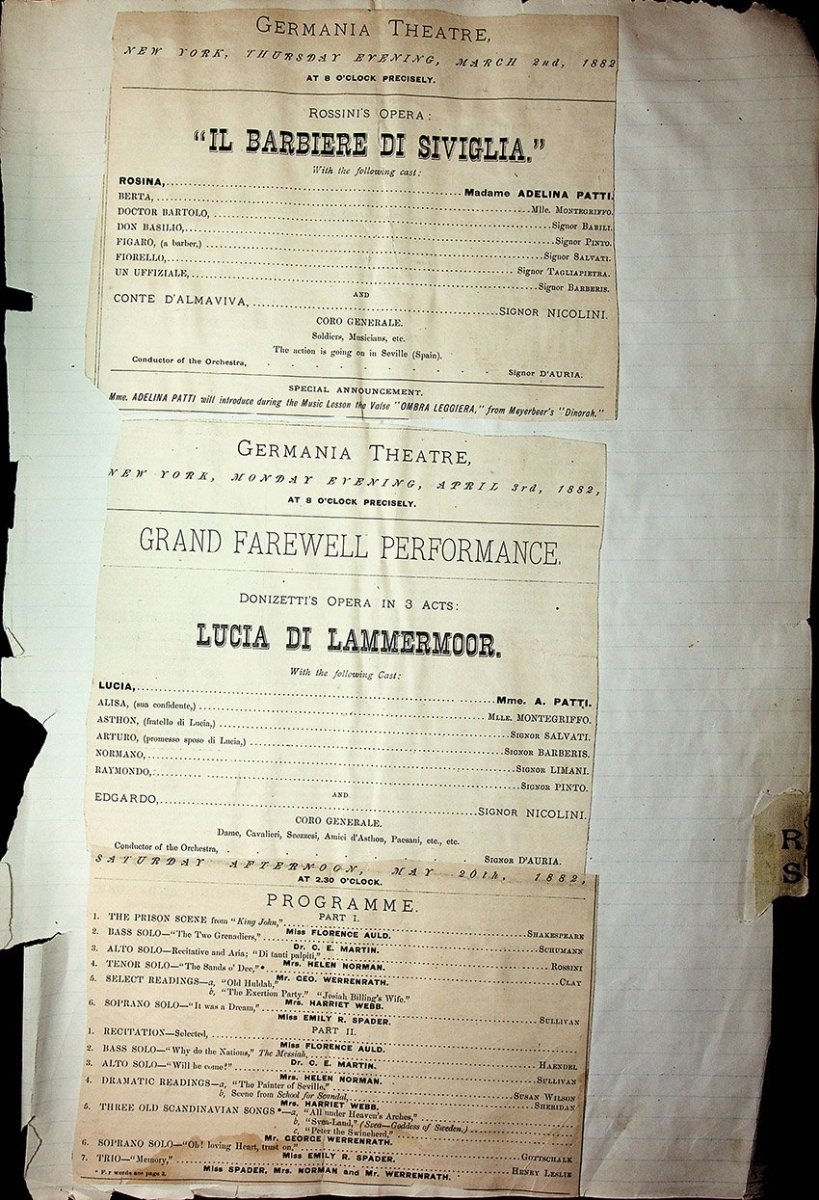 GERMANIA THEATRE,
NEW YORK, THURSDAY EVENING, MARCH 2nd, 1882
AT 8 O'CLOCK PRECISELY.
ROSSINI'S OPERA:
"IL BARBIERE DI SIVIGLIA."
With the following cast:
ROSINA, Madame ADELINA PATTI.
BERTA, Mlle. MONTEGRIFFO.
DOCTOR BARTOLO, Signor BARILI.
DON BASILIO, Signor PINTO.
FIGARO, (a barber,) Signor SALVATI.
FIORELLO, Signor TAGLIAPIETRA.
UN UFFIZIALE, Signor BARBERIS.
AND
CONTE D'ALMAVIVA, SIGNOR NICOLINI.
CORO GENERALE.
Soldiers, Musicians, etc.
The action is going on in Seville (Spain).
Conductor of the Orchestra, Signor D'AURIA.
SPECIAL ANNOUNCEMENT.
Mme. ADELINA PATTI will introduce during the Music Lesson the Valse "OMBRA LEGGIERA," from Meyerbeer's "Dinorah."
GERMANIA THEATRE,
NEW YORK, MONDAY EVENING, APRIL 3rd, 1882,
AT 8 O'CLOCK PRECISELY.
GRAND FAREWELL PERFORMANCE.
DONIZETTI'S OPERA IN 3 ACTS:
LUCIA DI LAMMERMOOR.
With the following Cast:
LUCIA, Mme. A. PATTI.
ALISA, (sua confidente,) MLLE. MONTEGRIFFO.
ASTHON, (fratello di Lucia,) SIGNOR SALVATI.
ARTURO, (promesso sposo di Lucia,) SIGNOR BARBERIS.
NORMANO, SIGNOR LIMANI.
RAYMONDO, SIGNOR PINTO.
AND
EDGARDO, SIGNOR NICOLINI.
CORO GENERALE.
Dame, Cavalieri, Scozzesi, Amici d'Asthon, Paesani, etc., etc.
Conductor of the Orchestra, SIGNOR D'AURIA.
SATURDAY AFTERNOON, MAY 20th, 1882,
AT 2.30 O'CLOCK.
PROGRAMME.
PART I.
1. THE PRISON SCENE from "King John," SHAKESPEARE
Miss FLORENCE AULD.
2. BASS SOLO—"The Two Grenadiers," SCHUMANN
Dr. C. E. MARTIN.
3. ALTO SOLO—Recitative and Aria; "Di tanti palpiti," ROSSINI
Mrs. HELEN NORMAN.
4. TENOR SOLO—"The Sands o' Dee,"* CLAY
Mr. GEO. WERRENRATH.
5. SELECT READINGS—a, "Old Huldah,"
b, "The Exertion Party." "Josiah Billing's Wife."
Mrs. HARRIET WEBB.
6. SOPRANO SOLO—"It was a Dream," SULLIVAN
Miss EMILY R. SPADER.
PART II.
1. RECITATION—Selected,
Miss FLORENCE AULD.
2. BASS SOLO—"Why do the Nations," The Messiah, HAENDEL
Dr. C. E. MARTIN.
3. ALTO SOLO—"Will he come?" SULLIVAN
Mrs. HELEN NORMAN.
4. DRAMATIC READINGS—a, "The Painter of Seville," SUSAN WILSON
b, Scene from School for Scandal, SHERIDAN
Mrs. HARRIET WEBB.
5. THREE OLD SCANDINAVIAN SONGS*—a, "All under Heaven's Arches,"
b, "Svea-Land," (Svea—Goddess of Sweden.)
c, "Peter the Swineherd,"
Mr. GEORGE WERRENRATH.
6. SOPRANO SOLO—"Oh! loving Heart, trust on," GOTTSCHALK
Miss EMILY R. SPADER.
7. TRIO—"Memory," HENRY LESLIE
Miss SPADER, Mrs. NORMAN and Mr. WERRENRATH.
* For words see page 2.
R
S